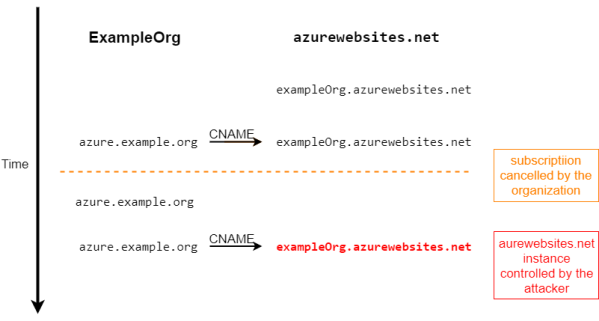 ExampleOrg azurewebsites.net
exampleOrg.azurewebsites.net
azure.example.org CNAME exampleOrg.azurewebsites.net
Time
subscriptiion
cancelled by the
organization
azure.example.org
azure.example.org CNAME exampleOrg.azurewebsites.net
aurewebsites.net
instance
controlled by the
attacker